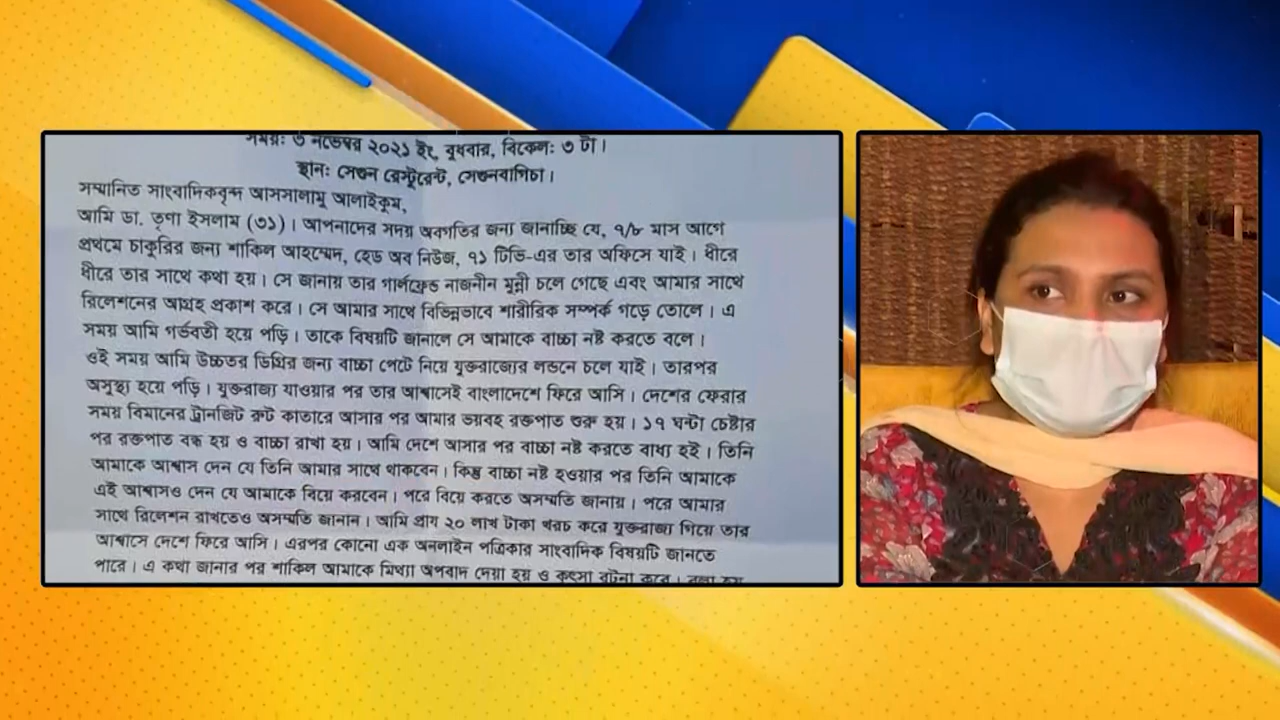 সময়: ৩ নভেম্বর ২০২১ ইং, বুধবার, বিকেল: ৩ টা।
স্থান: সেগুন রেস্টুরেন্ট, সেগুনবাগিচা।
সম্মানিত সাংবাদিকবৃন্দ আসসালামু আলাইকুম,
আমি ডা. তৃণা ইসলাম (৩১)। আপনাদের সদয় অবগতির জন্য জানাচ্ছি যে, ৭/৮ মাস আগে
প্রথমে চাকুরির জন্য শাকিল আহম্মেদ, হেড অব নিউজ, ৭১ টিভি-এর তার অফিসে যাই। ধীরে
ধীরে তার সাথে কথা হয়। সে জানায় তার গার্লফ্রেন্ড নাজনীন মুন্নী চলে গেছে এবং আমার সাথে
রিলেশনের আগ্রহ প্রকাশ করে। সে আমার সাথে বিভিন্নভাবে শারীরিক সম্পর্ক গড়ে তোলে। এ
সময় আমি গর্ভবতী হয়ে পড়ি। তাকে বিষয়টি জানালে সে আমাকে বাচ্চা নষ্ট করতে বলে।
ওই সময় আমি উচ্চতর ডিগ্রির জন্য বাচ্চা পেটে নিয়ে যুক্তরাজ্যের লন্ডনে চলে যাই। তারপর
অসুস্থ্য হয়ে পড়ি। যুক্তরাজ্য যাওয়ার পর তার আশ্বাসেই বাংলাদেশে ফিরে আসি। দেশের ফেরার
সময় বিমানের ট্রানজিট রুট কাতারে আসার পর আমার ভয়বহ রক্তপাত শুরু হয়। ১৭ ঘন্টা চেষ্টার
পর রক্তপাত বন্ধ হয় ও বাচ্চা রাখা হয়। আমি দেশে আসার পর বাচ্চা নষ্ট করতে বাধ্য হই। তিনি
আমাকে আশ্বাস দেন যে তিনি আমার সাথে থাকবেন। কিন্তু বাচ্চা নষ্ট হওয়ার পর তিনি আমাকে
এই আশ্বাসও দেন যে আমাকে বিয়ে করবেন। পরে বিয়ে করতে অসম্মতি জানায়। পরে আমার
সাথে রিলেশন রাখতেও অসম্মতি জানান। আমি প্রায় ২০ লাখ টাকা খরচ করে যুক্তরাজ্য গিয়ে তার
আশ্বাসে দেশে ফিরে আসি। এরপর কোনো এক অনলাইন পত্রিকার সাংবাদিক বিষয়টি জানতে
পারে। এ কথা জানার পর শাকিল আমাকে মিথ্যা অপবাদ দেয়া হয় ও কুৎসা রটনা করে।